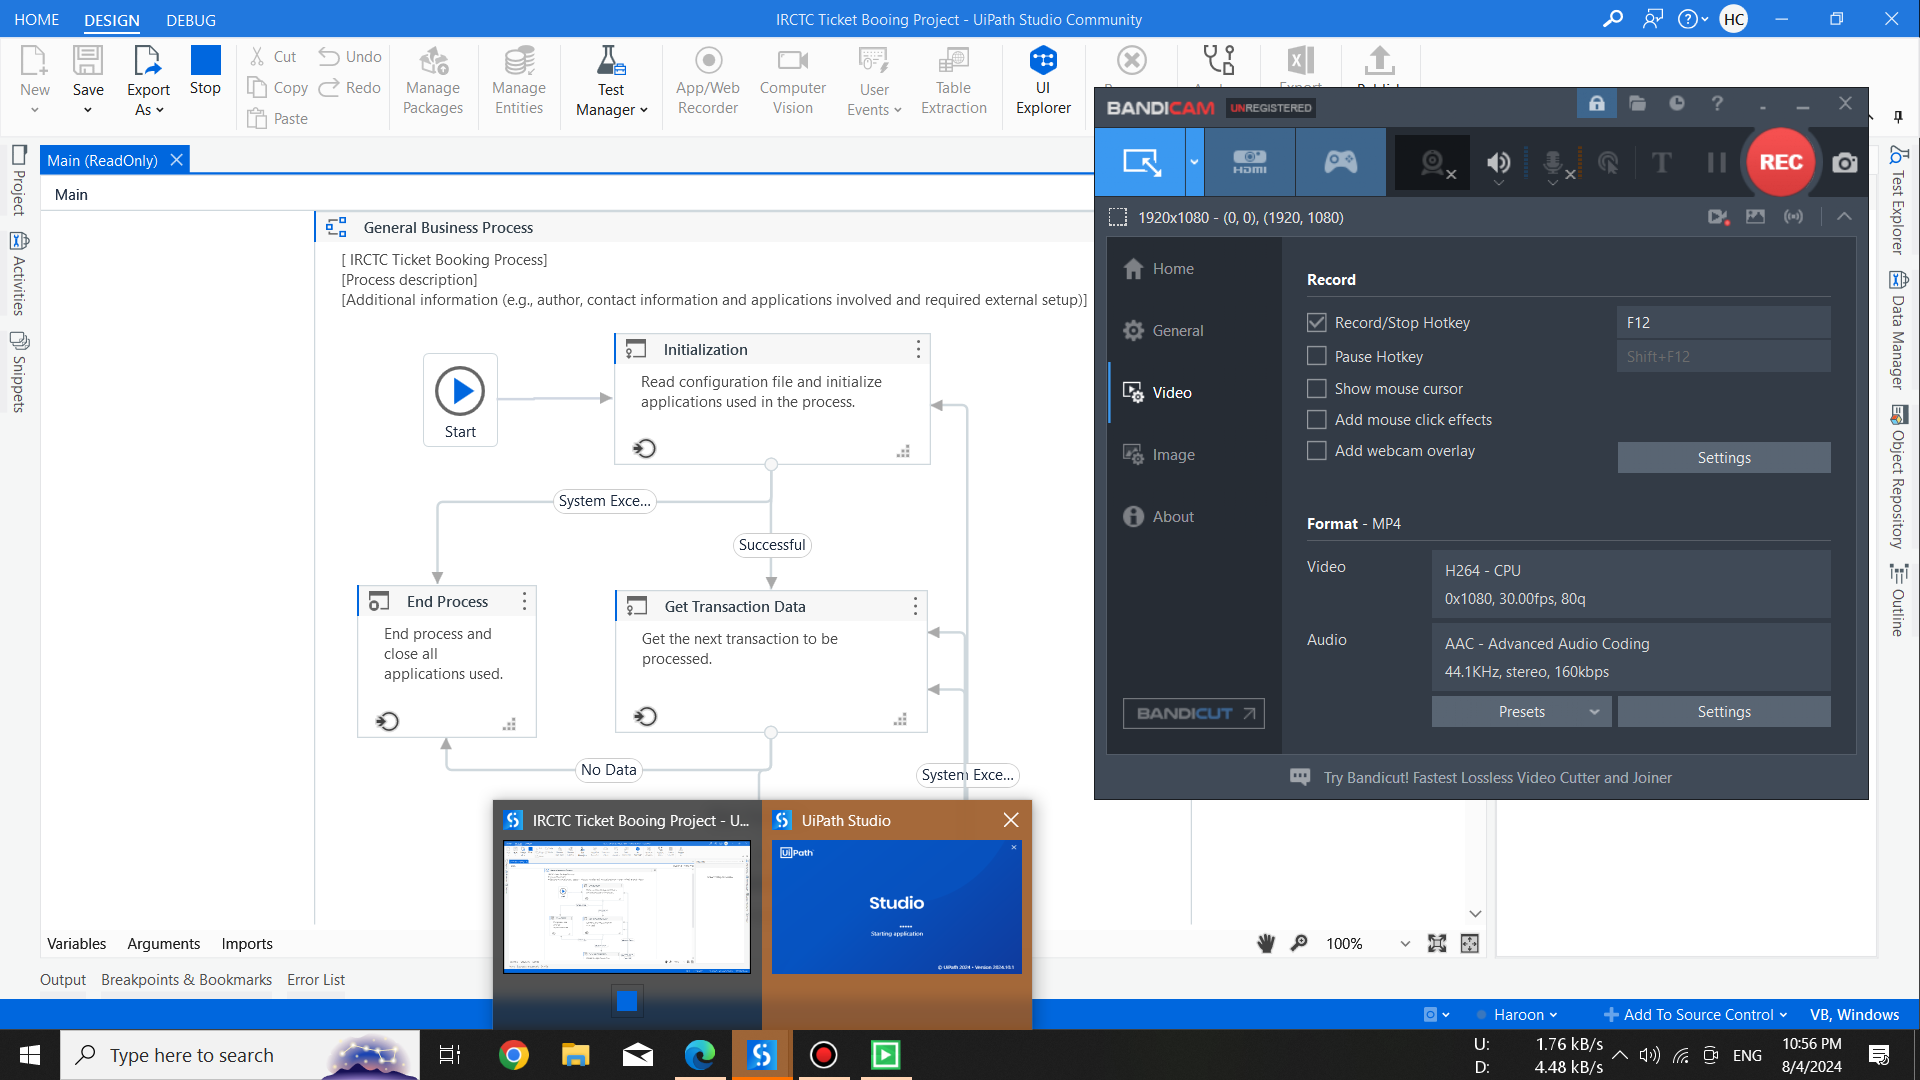 HOME DESIGN DEBUG
IRCTC Ticket Booing Project - UiPath Studio Community
HC
New
Save
Export As
Stop
Cut
Copy
Paste
Undo
Redo
Manage Packages
Manage Entities
Test Manager
App/Web Recorder
Computer Vision
User Events
Table Extraction
UI Explorer
Export
BANDICAM UNREGISTERED
HDMI
REC
1920x1080 - (0, 0), (1920, 1080)
Home
General
Video
Image
About
BANDICUT
Record
Record/Stop Hotkey F12
Pause Hotkey Shift+F12
Show mouse cursor
Add mouse click effects
Add webcam overlay
Settings
Format - MP4
Video
H264 - CPU
0x1080, 30.00fps, 80q
Audio
AAC - Advanced Audio Coding
44.1KHz, stereo, 160kbps
Presets
Settings
Try Bandicut! Fastest Lossless Video Cutter and Joiner
Project
Activities
Snippets
Main (ReadOnly)
Main
General Business Process
[ IRCTC Ticket Booking Process]
[Process description]
[Additional information (e.g., author, contact information and applications involved and required external setup)]
Start
Initialization
Read configuration file and initialize
applications used in the process.
System Exce...
Successful
End Process
End process and
close all
applications used.
Get Transaction Data
Get the next transaction to be
processed.
No Data
System Exce...
IRCTC Ticket Booing Project - U...
UiPath Studio
UiPath
Studio
Starting application
© UiPath 2024 - Version 2024.10.1
Test Explorer
Data Manager
Object Repository
Outline
Variables Arguments Imports
100%
Output Breakpoints & Bookmarks Error List
Haroon
Add To Source Control
VB, Windows
Type here to search
U: 1.76 kB/s
D: 4.48 kB/s
ENG
10:56 PM
8/4/2024